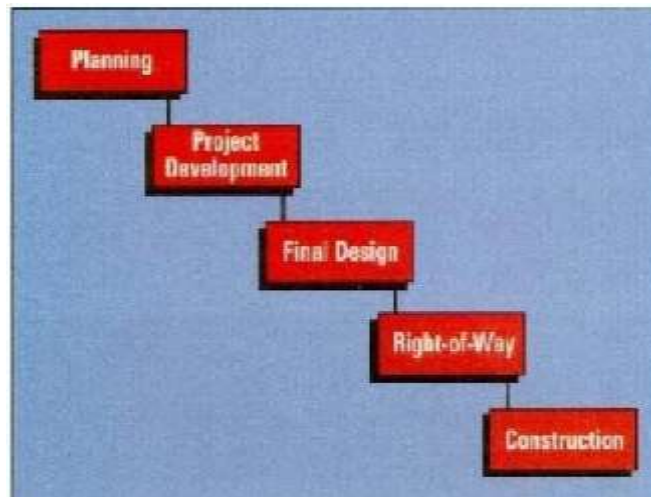 Planning
Project
Development
Final Design
Right-of-Way
Construction